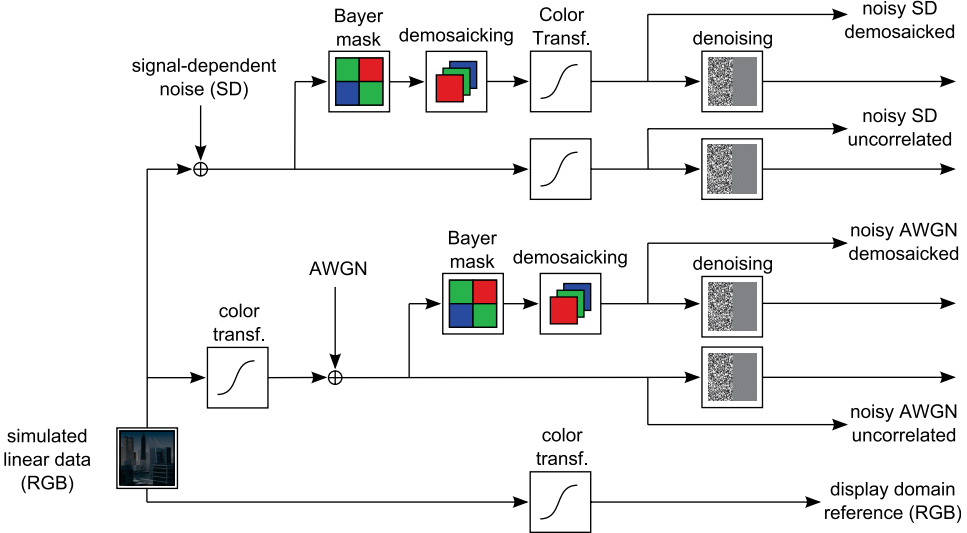 Bayer
mask
demosaicking
Color
Transf.
noisy SD
demosaicked
denoising
signal-dependent
noise (SD)
noisy SD
uncorrelated
Bayer
mask
demosaicking
noisy AWGN
demosaicked
denoising
AWGN
color
transf.
noisy AWGN
uncorrelated
simulated
linear data
(RGB)
color
transf.
display domain
reference (RGB)